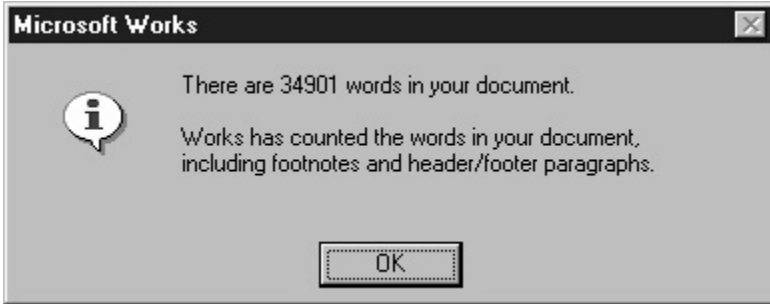 Microsoft Works
There are 34901 words in your document.
Works has counted the words in your document,
including footnotes and header/footer paragraphs.
OK